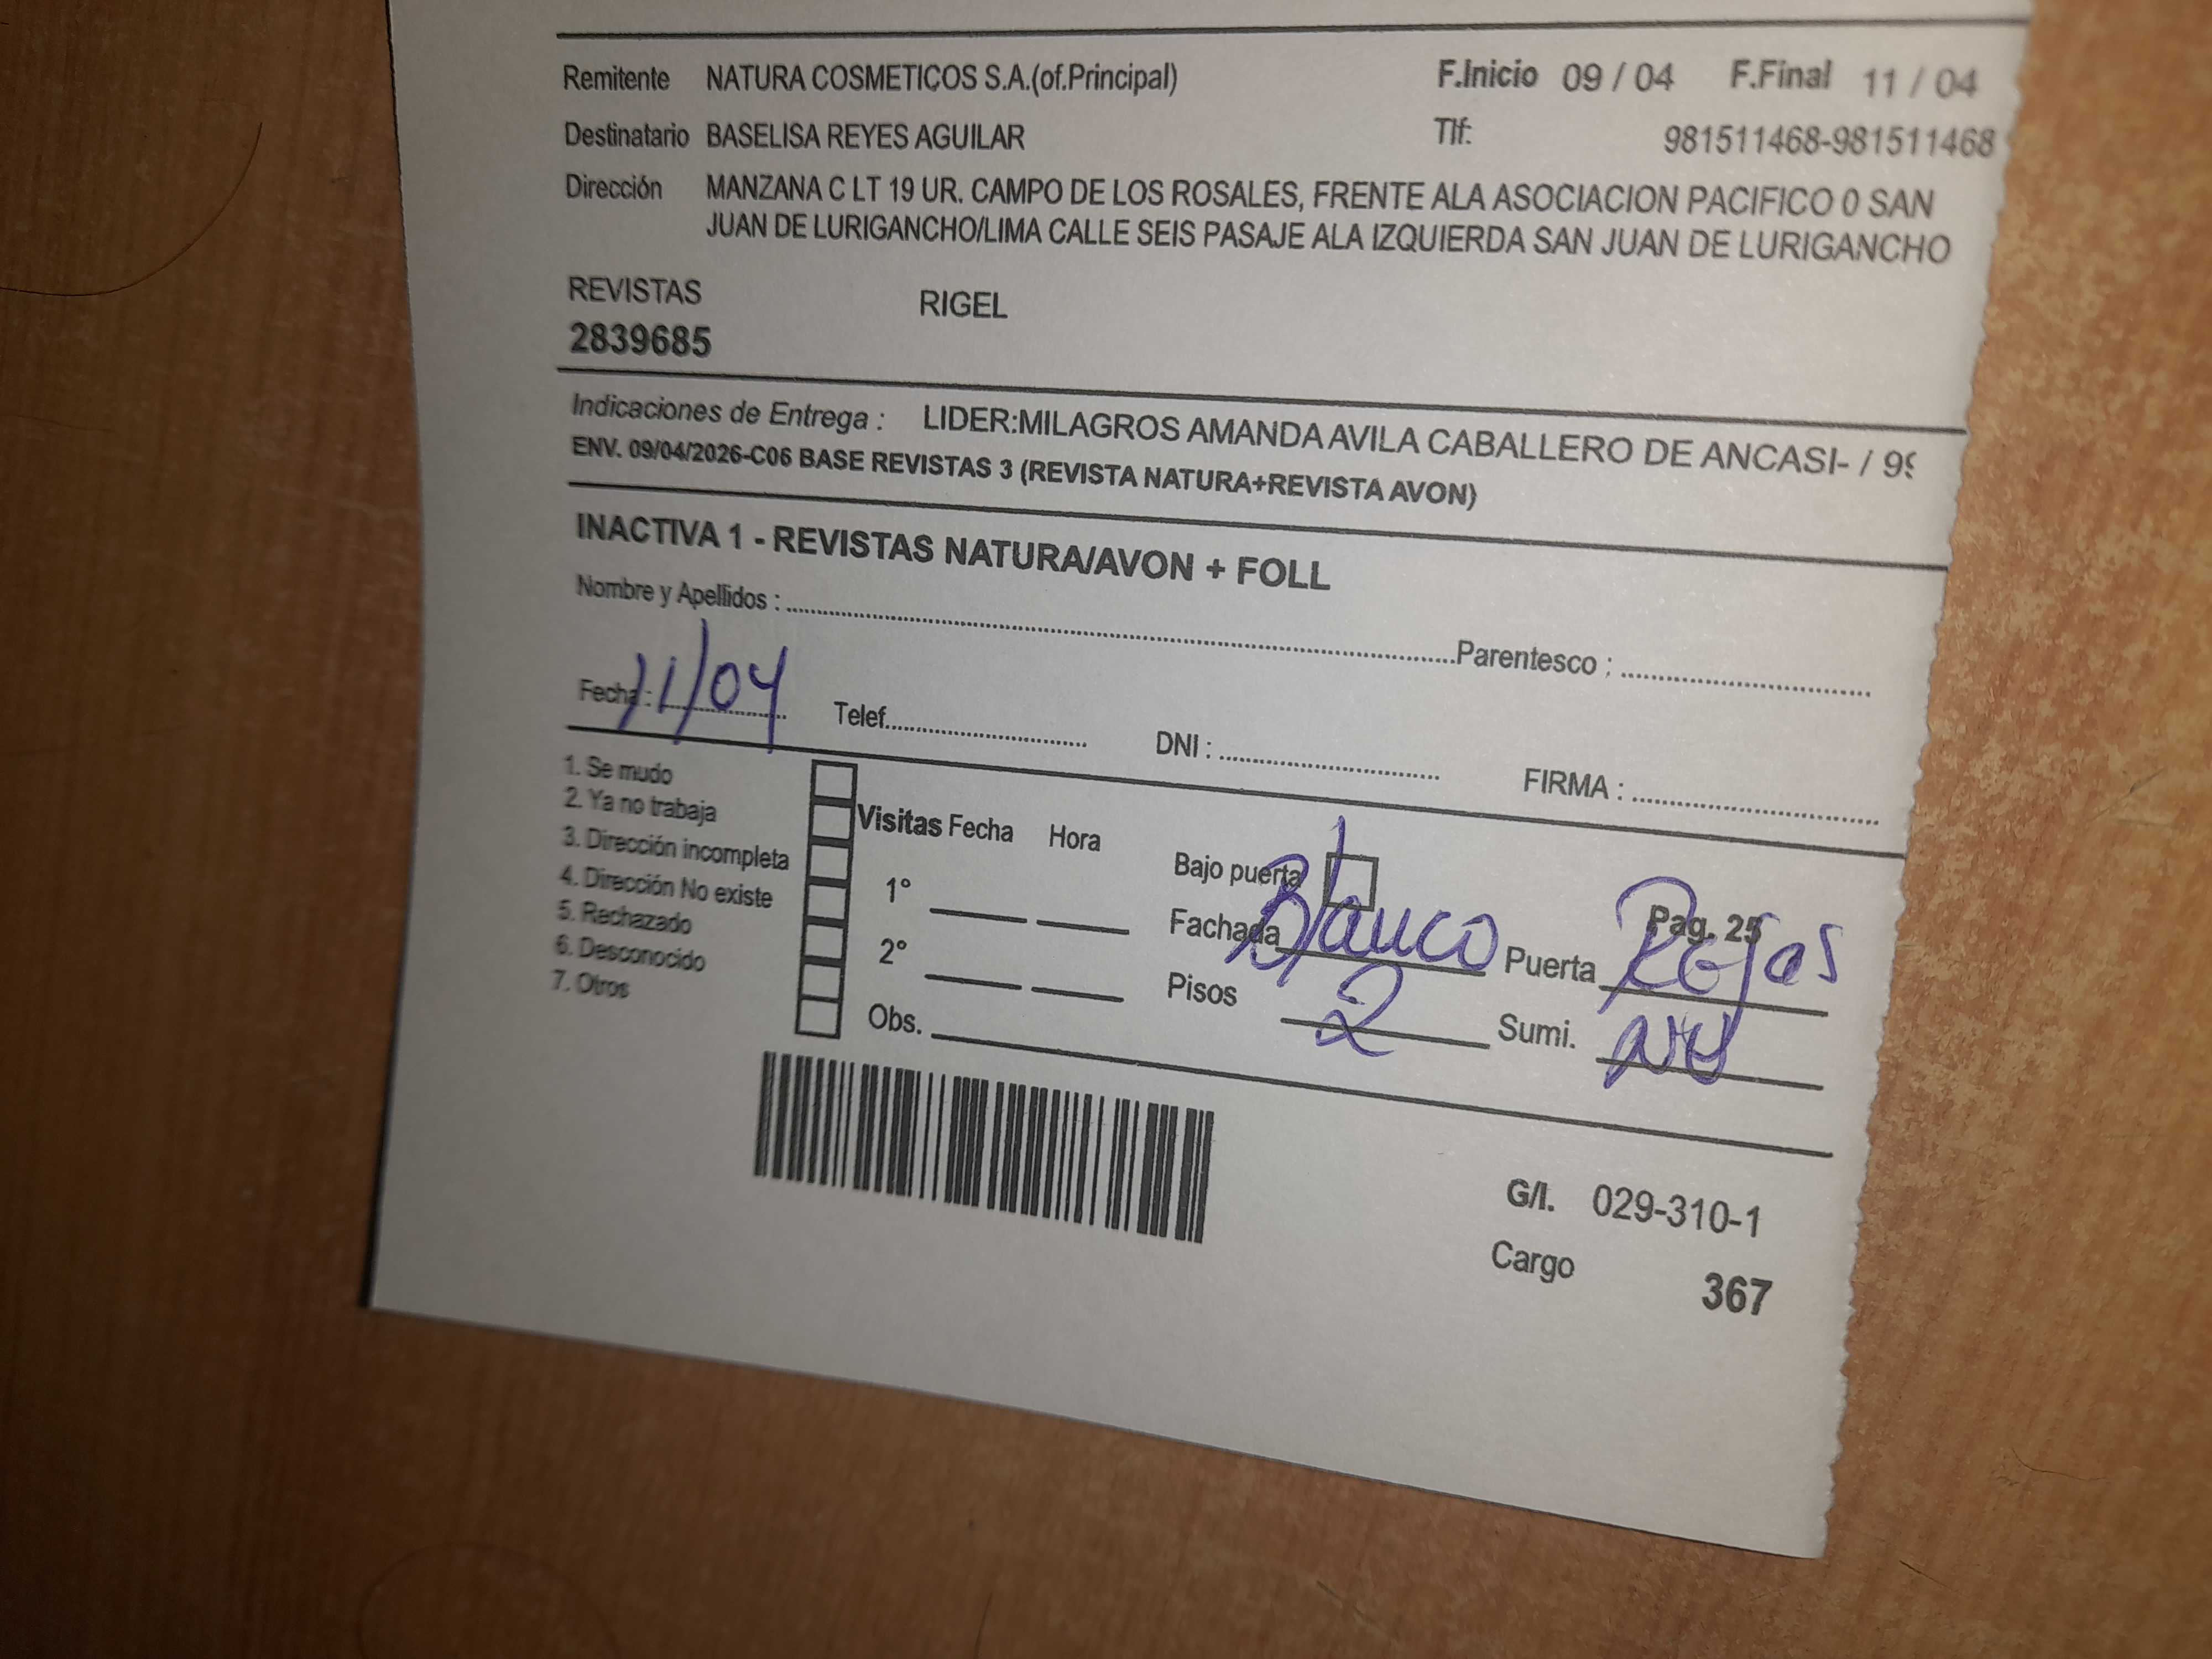 Remitente NATURA COSMETICOS S.A.(of.Principal) F.Inicio 09 / 04 F.Final 11 / 04
Destinatario BASELISA REYES AGUILAR Tlf: 981511468-981511468
Dirección MANZANA C LT 19 UR. CAMPO DE LOS ROSALES, FRENTE ALA ASOCIACION PACIFICO 0 SAN
JUAN DE LURIGANCHO/LIMA CALLE SEIS PASAJE ALA IZQUIERDA SAN JUAN DE LURIGANCHO
REVISTAS RIGEL
2839685
Indicaciones de Entrega : LIDER:MILAGROS AMANDA AVILA CABALLERO DE ANCASI- / 99
ENV. 09/04/2026-C06 BASE REVISTAS 3 (REVISTA NATURA+REVISTA AVON)
INACTIVA 1 - REVISTAS NATURA/AVON + FOLL
Nombre y Apellidos : Parentesco :
Fecha : 11/04 Telef. DNI : FIRMA :
1. Se mudo
2. Ya no trabaja
3. Dirección incompleta
4. Dirección No existe
5. Rechazado
6. Desconocido
7. Otros
Visitas Fecha Hora
1°
2°
Obs.
Bajo puerta Pag. 25
Fachada Blanco Puerta Rejas
Pisos 2 Sumi.
G/I. 029-310-1
Cargo 367